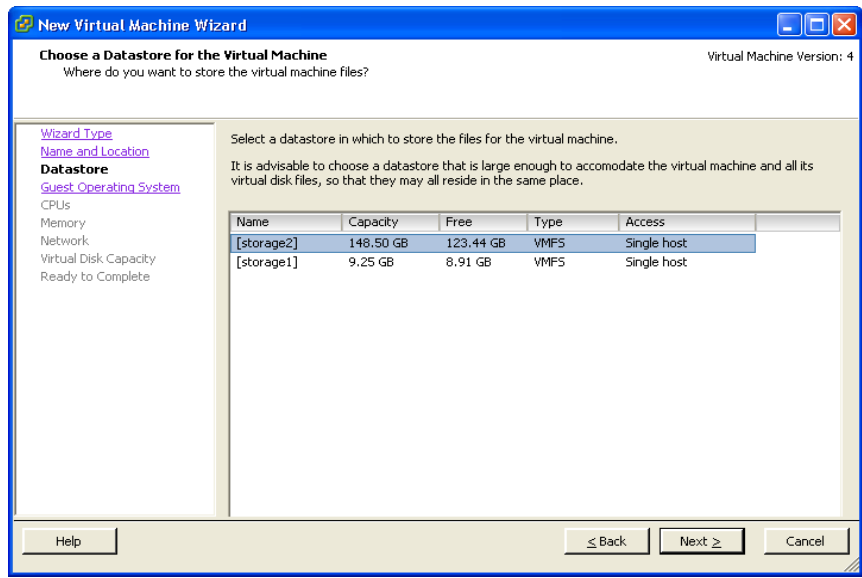 New Virtual Machine Wizard
Choose a Datastore for the Virtual Machine
Where do you want to store the virtual machine files?
Virtual Machine Version: 4
Wizard Type
Name and Location
Datastore
Guest Operating System
CPUs
Memory
Network
Virtual Disk Capacity
Ready to Complete
Select a datastore in which to store the files for the virtual machine.
It is advisable to choose a datastore that is large enough to accomodate the virtual machine and all its
virtual disk files, so that they may all reside in the same place.
Name Capacity Free Type Access
[storage2] 148.50 GB 123.44 GB VMFS Single host
[storage1] 9.25 GB 8.91 GB VMFS Single host
Help
< Back
Next >
Cancel